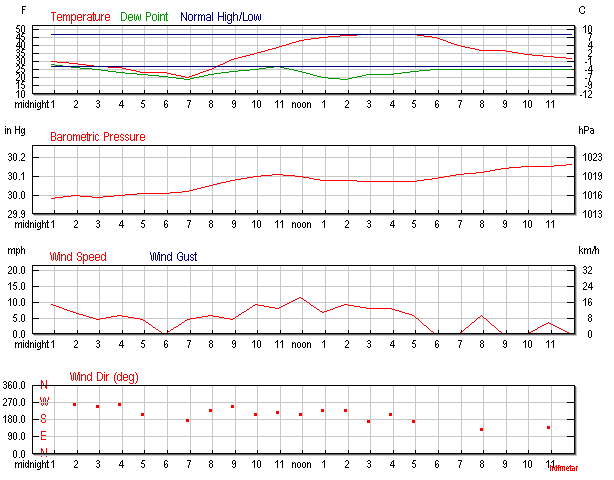 F Temperature Dew Point Normal High/Low C
50 10
45 7
40 4
35 2
30 -1
25 -4
20 -7
15 -9
10 -12
midnight 1 2 3 4 5 6 7 8 9 10 11 noon 1 2 3 4 5 6 7 8 9 10 11
in Hg Barometric Pressure hPa
30.2 1023
30.1 1019
30.0 1016
29.9 1013
midnight 1 2 3 4 5 6 7 8 9 10 11 noon 1 2 3 4 5 6 7 8 9 10 11
mph Wind Speed Wind Gust km/h
20.0 32
15.0 24
10.0 16
5.0 8
0.0 0
midnight 1 2 3 4 5 6 7 8 9 10 11 noon 1 2 3 4 5 6 7 8 9 10 11
Wind Dir (deg)
360.0 N
270.0 W
180.0 S
90.0 E
0.0 N
midnight 1 2 3 4 5 6 7 8 9 10 11 noon 1 2 3 4 5 6 7 8 9 10 11